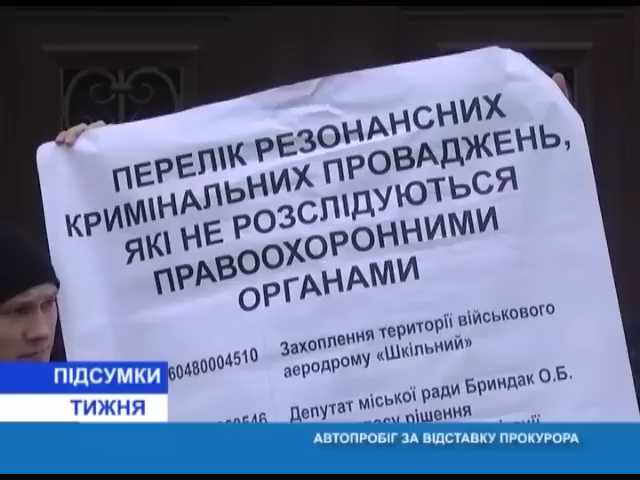 ПЕРЕЛІК РЕЗОНАНСНИХ
КРИМІНАЛЬНИХ ПРОВАДЖЕНЬ,
ЯКІ НЕ РОЗСЛІДУЮТЬСЯ
ПРАВООХОРОННИМИ
ОРГАНАМИ
60480004510 Захоплення території військового
аеродрому «Шкільний»
Депутат міської ради Бриндак О.Б.
рішення
ПІДСУМКИ
ТИЖНЯ
АВТОПРОБІГ ЗА ВІДСТАВКУ ПРОКУРОРА